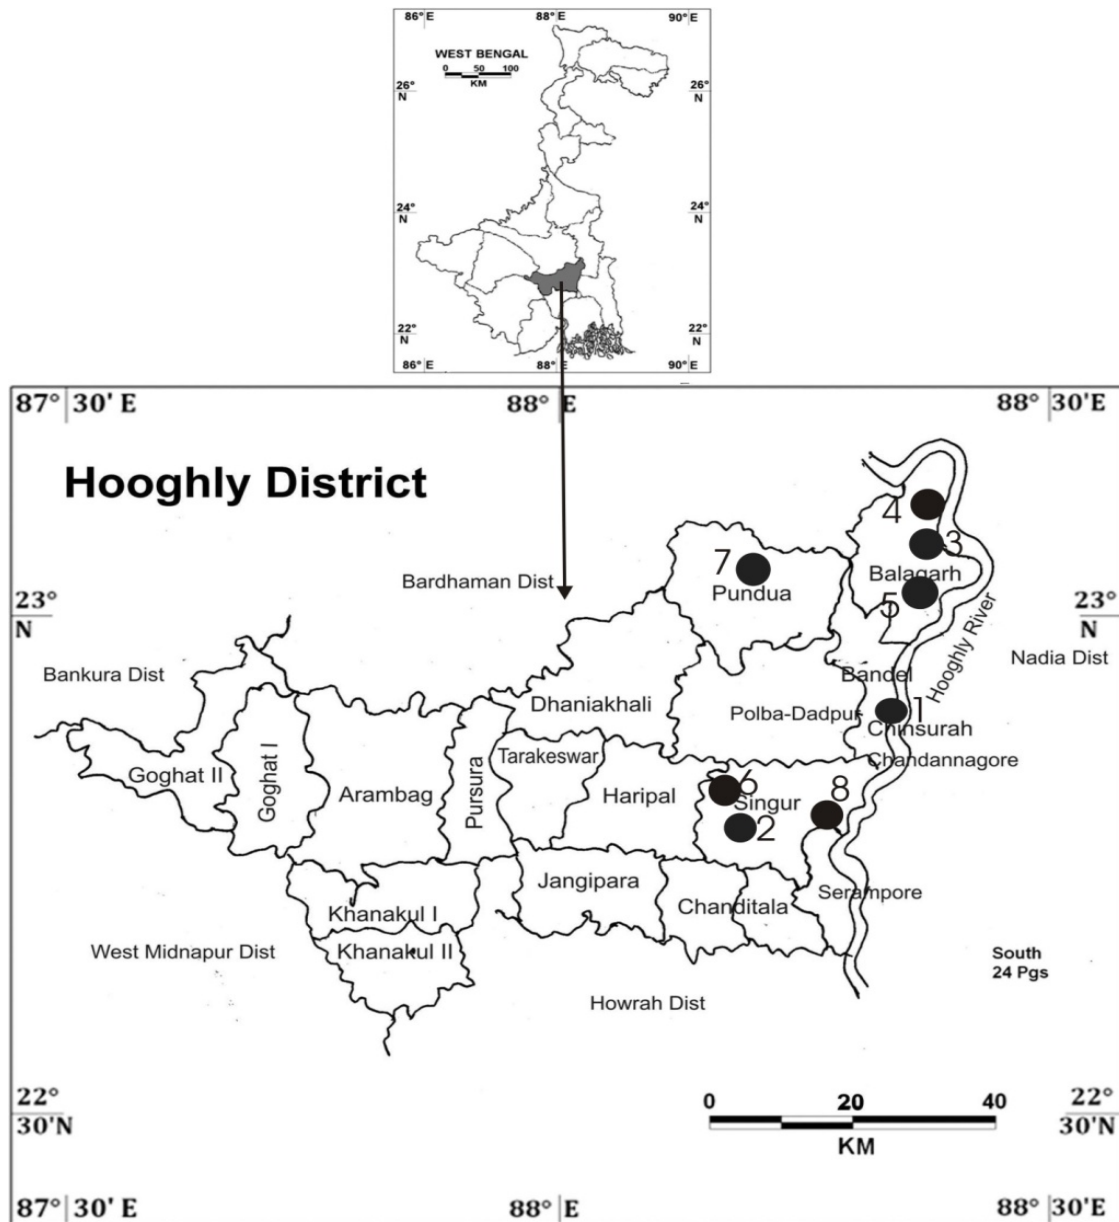 86° E
88° E
90° E
WEST BENGAL
0 50 100
KM
26°
N
24°
N
24°
N
22°
N
22°
N
86° E
88° E
90° E
87° 30' E
88° E
88° 30'E
Hooghly District
4
3
7
Bardhaman Dist
Balagarh
Pundua
5
23°
N
23°
N
Hooghly River
Bankura Dist
Nadia Dist
Bandel
Dhaniakhali
Polba-Dadpur
1
Chinsurah
Tarakeswar
Chandannagore
Goghat II
Goghat I
Arambag
Pursura
Haripal
6
Singur
8
2
Jangipara
Serampore
Khanakul I
Chanditala
West Midnapur Dist
Khanakul II
South
24 Pgs
Howrah Dist
22°
30'N
0 20 40
KM
22°
30'N
87° 30' E
88° E
88° 30' E